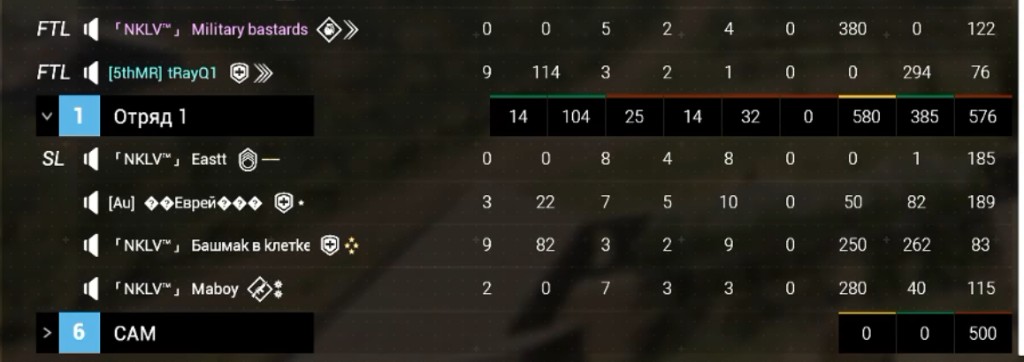 FTL 「NKLV™」 Military bastards 0 0 5 2 4 0 380 0 122
FTL [5thMR] tRayQ1 9 114 3 2 1 0 0 294 76
1 Отряд 1 14 104 25 14 32 0 580 385 576
SL 「NKLV™」 Eastt 0 0 8 4 8 0 0 1 185
[Au] ��Еврей��� 3 22 7 5 10 0 50 82 189
「NKLV™」 Башмак в клетке 9 82 3 2 9 0 250 262 83
「NKLV™」 Maboy 2 0 7 3 3 0 280 40 115
6 САМ 0 0 500